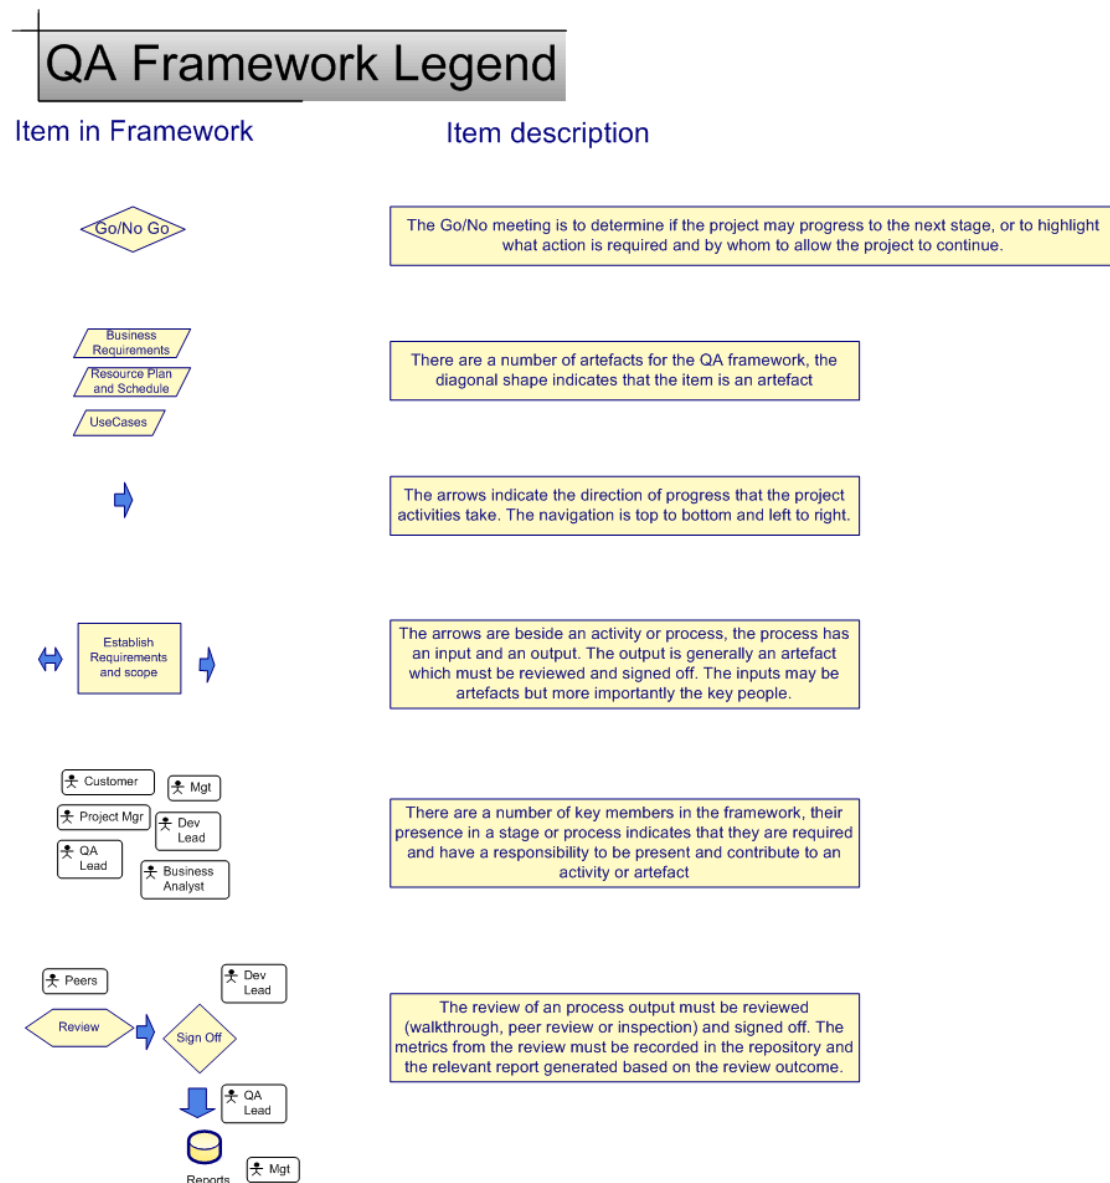 QA Framework Legend
Item in Framework
Item description
Go/No Go
The Go/No meeting is to determine if the project may progress to the next stage, or to highlight
what action is required and by whom to allow the project to continue.
Business
Requirements
Resource Plan
and Schedule
UseCases
There are a number of artefacts for the QA framework, the
diagonal shape indicates that the item is an artefact
The arrows indicate the direction of progress that the project
activities take. The navigation is top to bottom and left to right.
Establish
Requirements
and scope
The arrows are beside an activity or process, the process has
an input and an output. The output is generally an artefact
which must be reviewed and signed off. The inputs may be
artefacts but more importantly the key people.
Customer
Mgt
Project Mgr
Dev
Lead
QA
Lead
Business
Analyst
There are a number of key members in the framework, their
presence in a stage or process indicates that they are required
and have a responsibility to be present and contribute to an
activity or artefact
Peers
Dev
Lead
Review
Sign Off
QA
Lead
Reports
Mgt
The review of an process output must be reviewed
(walkthrough, peer review or inspection) and signed off. The
metrics from the review must be recorded in the repository and
the relevant report generated based on the review outcome.